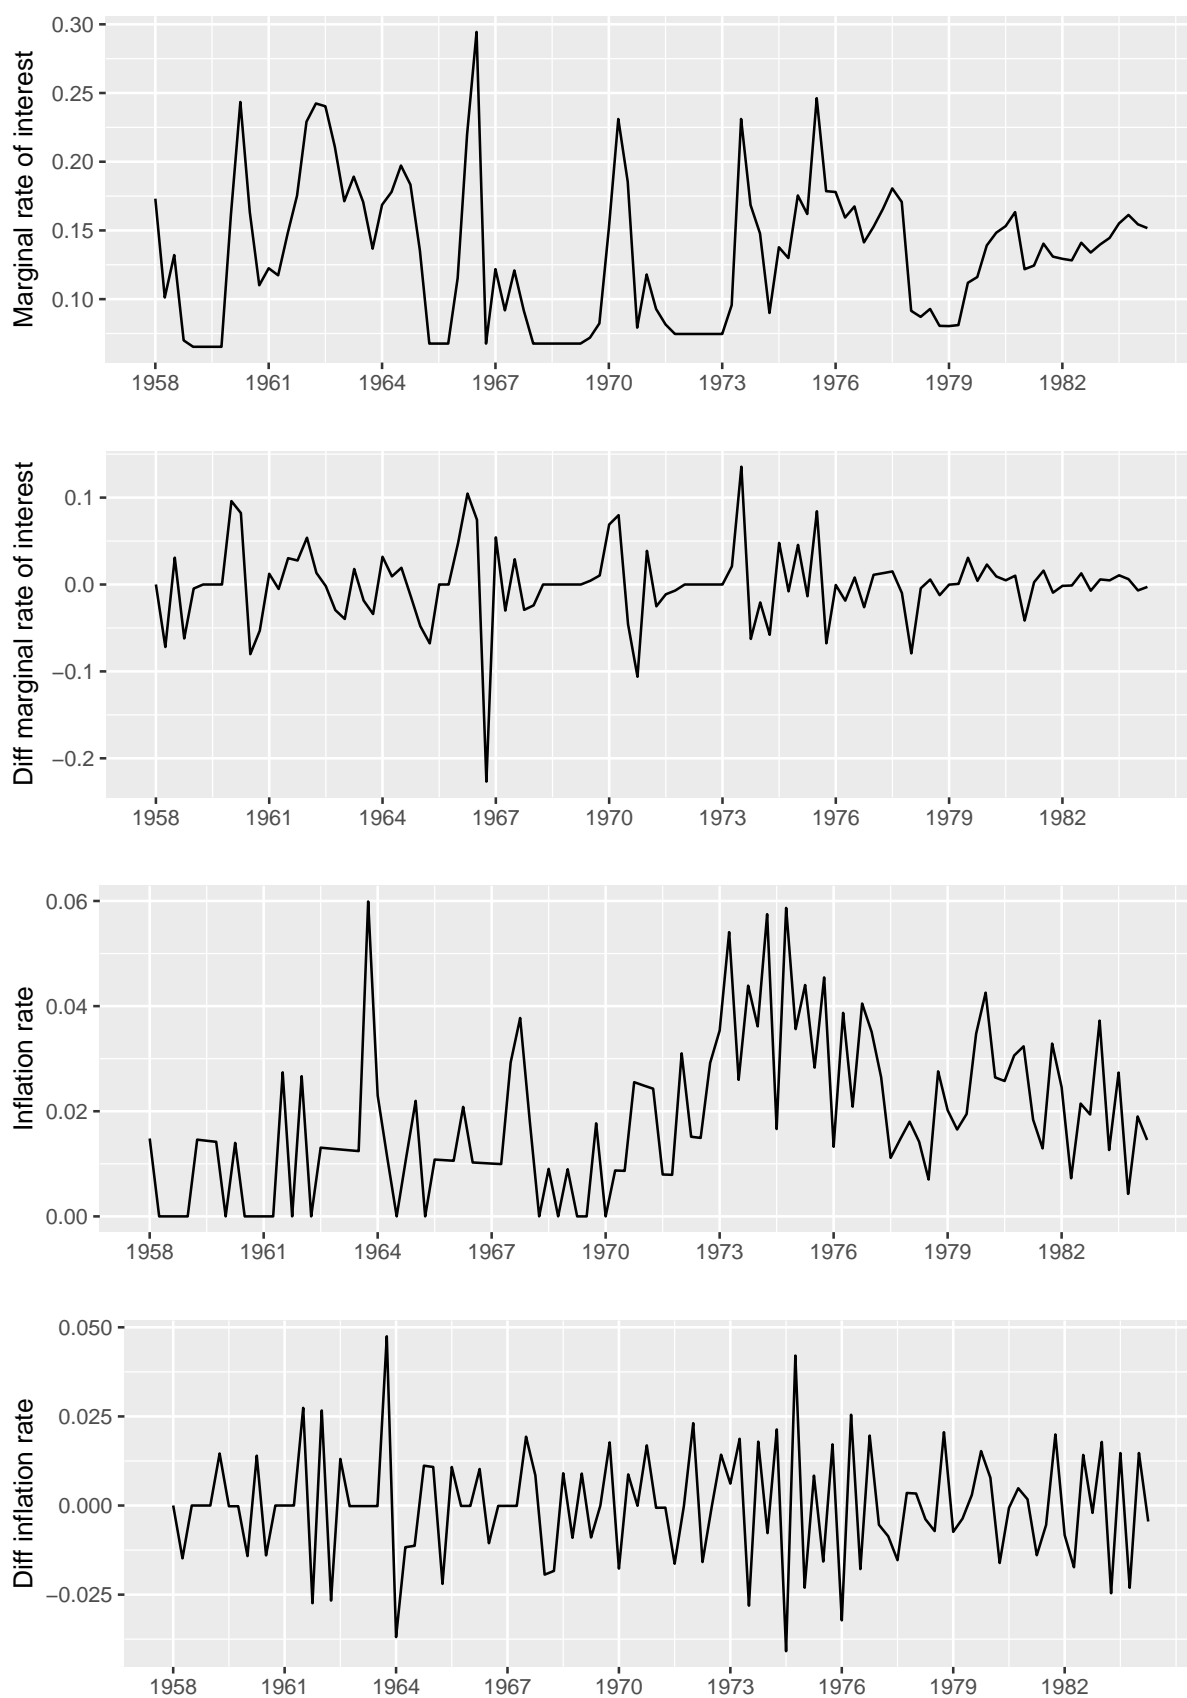 Marginal rate of interest
0.30
0.25
0.20
0.15
0.10
1958 1961 1964 1967 1970 1973 1976 1979 1982
Diff marginal rate of interest
0.1
0.0
−0.1
−0.2
1958 1961 1964 1967 1970 1973 1976 1979 1982
Inflation rate
0.06
0.04
0.02
0.00
1958 1961 1964 1967 1970 1973 1976 1979 1982
Diff inflation rate
0.050
0.025
0.000
−0.025
1958 1961 1964 1967 1970 1973 1976 1979 1982